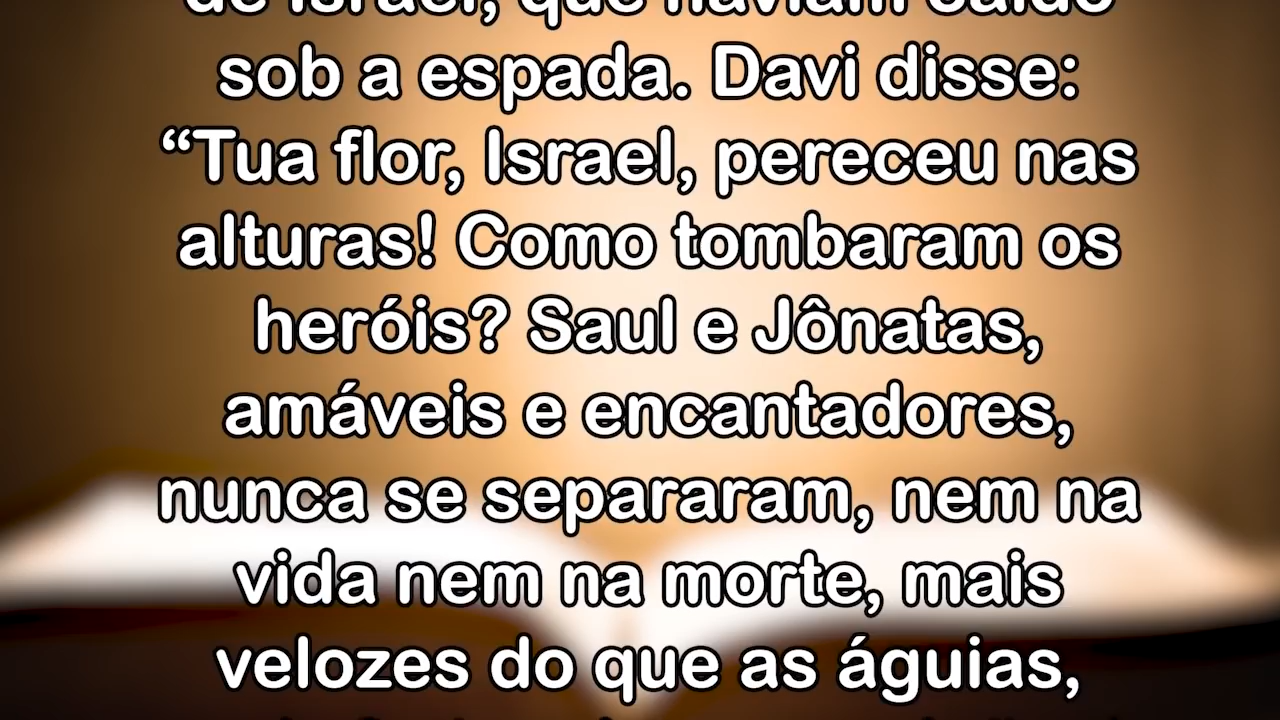 de Israel, que haviam caído
sob a espada. Davi disse:
“Tua flor, Israel, pereceu nas
alturas! Como tombaram os
heróis? Saul e Jônatas,
amáveis e encantadores,
nunca se separaram, nem na
vida nem na morte, mais
velozes do que as águias,